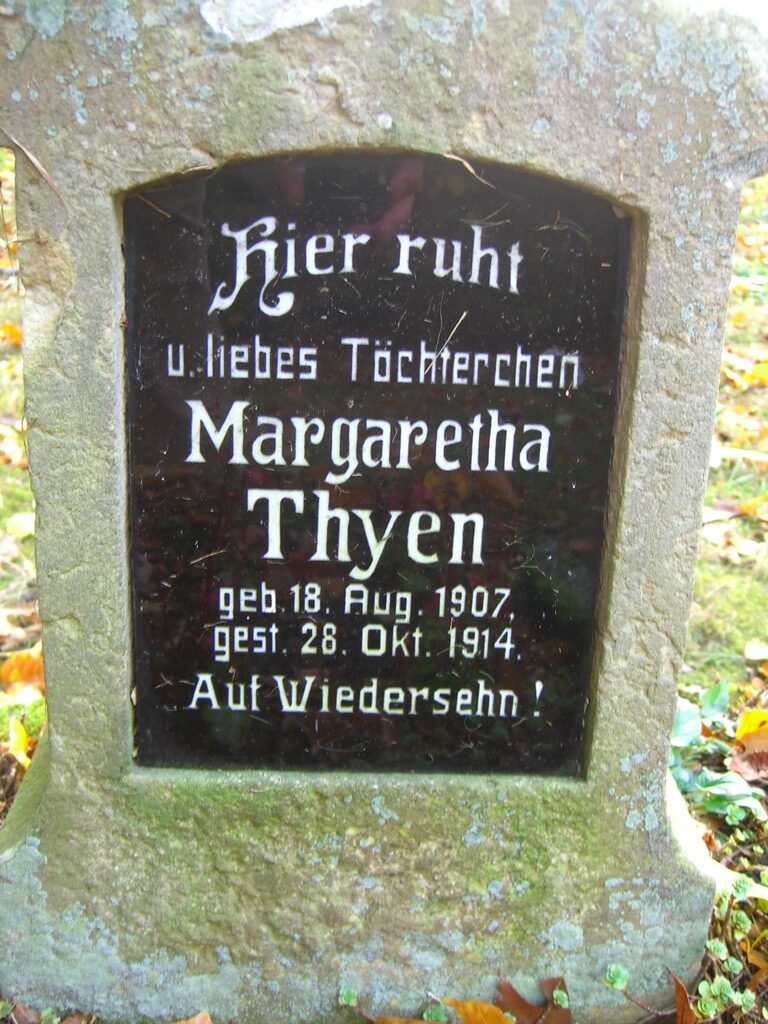 Hier ruht
u. liebes Töchterchen
Margaretha
Thyen
geb. 18. Aug. 1907,
gest. 28. Okt. 1914.
Auf Wiedersehn!